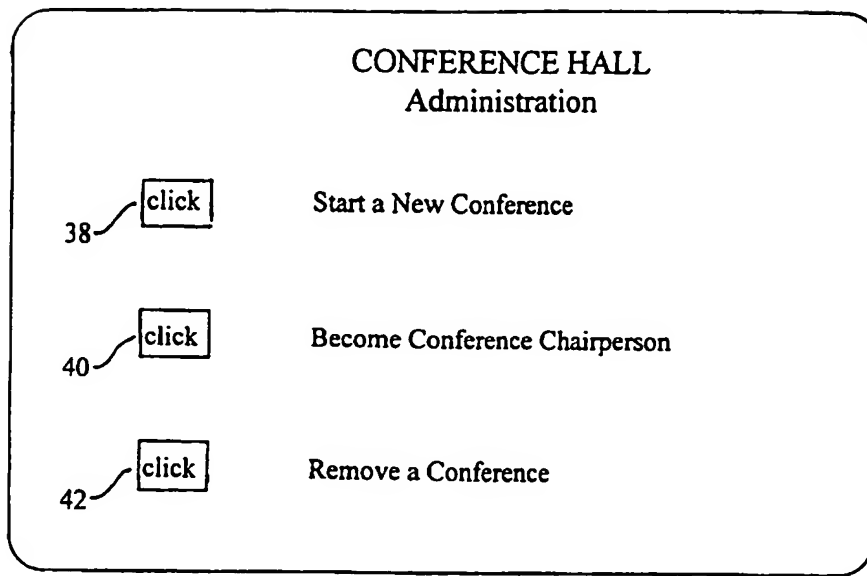 CONFERENCE HALL
Administration
38 click Start a New Conference
40 click Become Conference Chairperson
42 click Remove a Conference